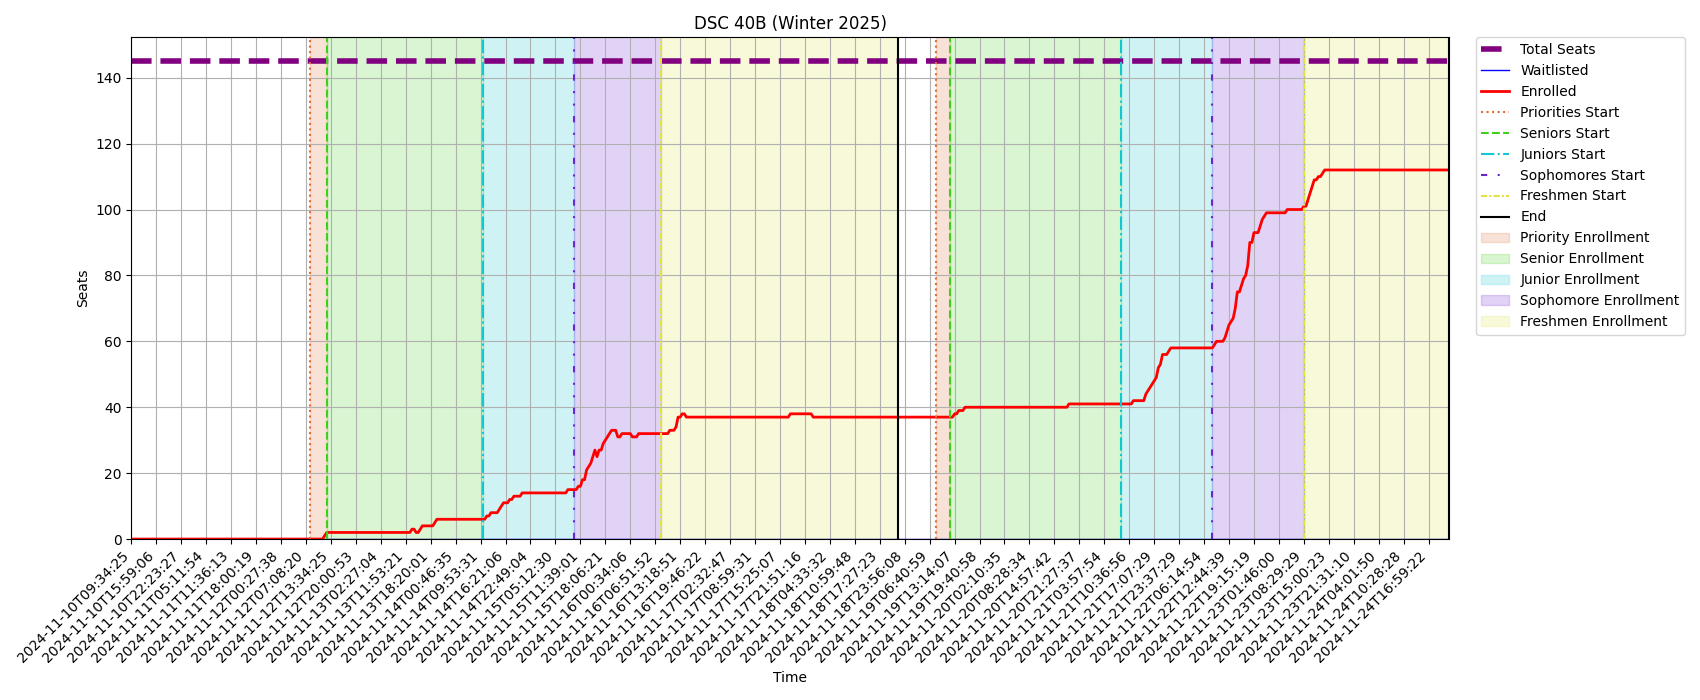 DSC 40B (Winter 2025)
Seats
140
120
100
80
60
40
20
0
2024-11-10T09:34:25
2024-11-10T15:59:06
2024-11-10T22:23:27
2024-11-11T05:11:54
2024-11-11T11:36:13
2024-11-11T18:00:19
2024-11-12T00:27:38
2024-11-12T07:08:20
2024-11-12T13:34:25
2024-11-12T20:00:53
2024-11-13T02:27:04
2024-11-13T11:53:21
2024-11-13T18:20:01
2024-11-14T00:46:35
2024-11-14T09:53:31
2024-11-14T16:21:06
2024-11-14T22:49:04
2024-11-15T05:12:30
2024-11-15T11:39:01
2024-11-15T18:06:21
2024-11-16T00:34:06
2024-11-16T06:51:52
2024-11-16T13:18:51
2024-11-16T19:46:22
2024-11-17T02:32:47
2024-11-17T08:59:31
2024-11-17T15:25:07
2024-11-17T21:51:16
2024-11-18T04:33:32
2024-11-18T10:59:48
2024-11-18T17:27:23
2024-11-18T23:56:08
2024-11-19T06:40:59
2024-11-19T13:14:07
2024-11-19T19:40:58
2024-11-20T02:10:35
2024-11-20T08:28:34
2024-11-20T14:57:42
2024-11-20T21:27:37
2024-11-21T03:57:54
2024-11-21T10:36:56
2024-11-21T17:07:29
2024-11-21T23:37:29
2024-11-22T06:14:54
2024-11-22T12:44:39
2024-11-22T19:15:19
2024-11-23T01:46:00
2024-11-23T08:29:29
2024-11-23T15:00:23
2024-11-23T21:31:10
2024-11-24T04:01:50
2024-11-24T10:28:28
2024-11-24T16:59:22
Time
Total Seats
Waitlisted
Enrolled
Priorities Start
Seniors Start
Juniors Start
Sophomores Start
Freshmen Start
End
Priority Enrollment
Senior Enrollment
Junior Enrollment
Sophomore Enrollment
Freshmen Enrollment